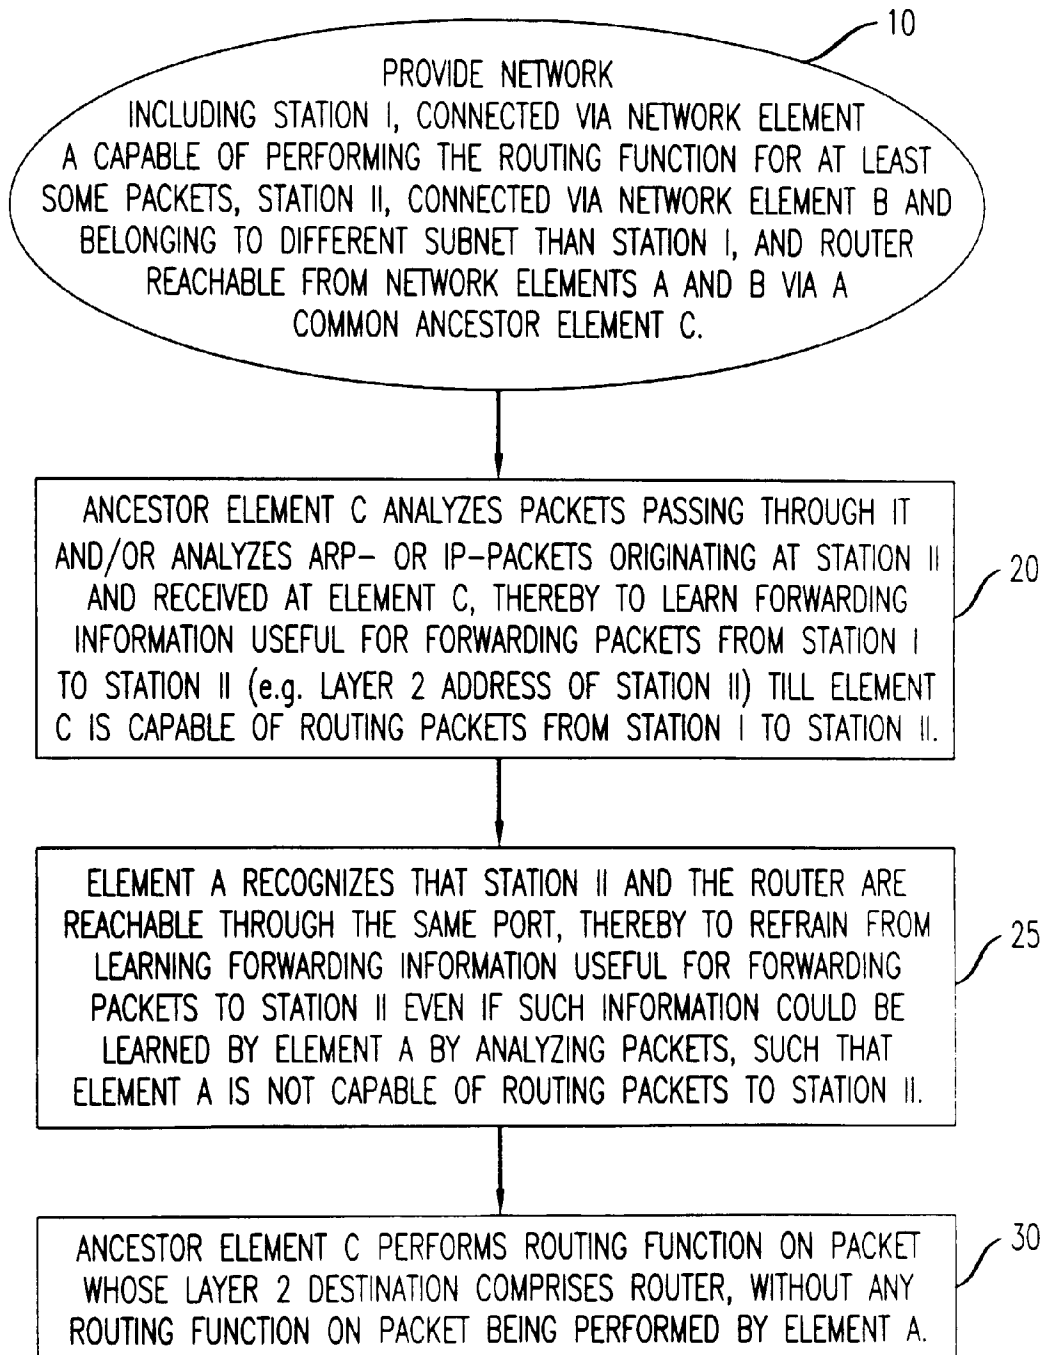 10
PROVIDE NETWORK
INCLUDING STATION I, CONNECTED VIA NETWORK ELEMENT
A CAPABLE OF PERFORMING THE ROUTING FUNCTION FOR AT LEAST
SOME PACKETS, STATION II, CONNECTED VIA NETWORK ELEMENT B AND
BELONGING TO DIFFERENT SUBNET THAN STATION I, AND ROUTER
REACHABLE FROM NETWORK ELEMENTS A AND B VIA A
COMMON ANCESTOR ELEMENT C.
ANCESTOR ELEMENT C ANALYZES PACKETS PASSING THROUGH IT
AND/OR ANALYZES ARP- OR IP-PACKETS ORIGINATING AT STATION II
AND RECEIVED AT ELEMENT C, THEREBY TO LEARN FORWARDING
INFORMATION USEFUL FOR FORWARDING PACKETS FROM STATION I
TO STATION II (e.g. LAYER 2 ADDRESS OF STATION II) TILL ELEMENT
C IS CAPABLE OF ROUTING PACKETS FROM STATION I TO STATION II.
20
ELEMENT A RECOGNIZES THAT STATION II AND THE ROUTER ARE
REACHABLE THROUGH THE SAME PORT, THEREBY TO REFRAIN FROM
LEARNING FORWARDING INFORMATION USEFUL FOR FORWARDING
PACKETS TO STATION II EVEN IF SUCH INFORMATION COULD BE
LEARNED BY ELEMENT A BY ANALYZING PACKETS, SUCH THAT
ELEMENT A IS NOT CAPABLE OF ROUTING PACKETS TO STATION II.
25
ANCESTOR ELEMENT C PERFORMS ROUTING FUNCTION ON PACKET
WHOSE LAYER 2 DESTINATION COMPRISES ROUTER, WITHOUT ANY
ROUTING FUNCTION ON PACKET BEING PERFORMED BY ELEMENT A.
30